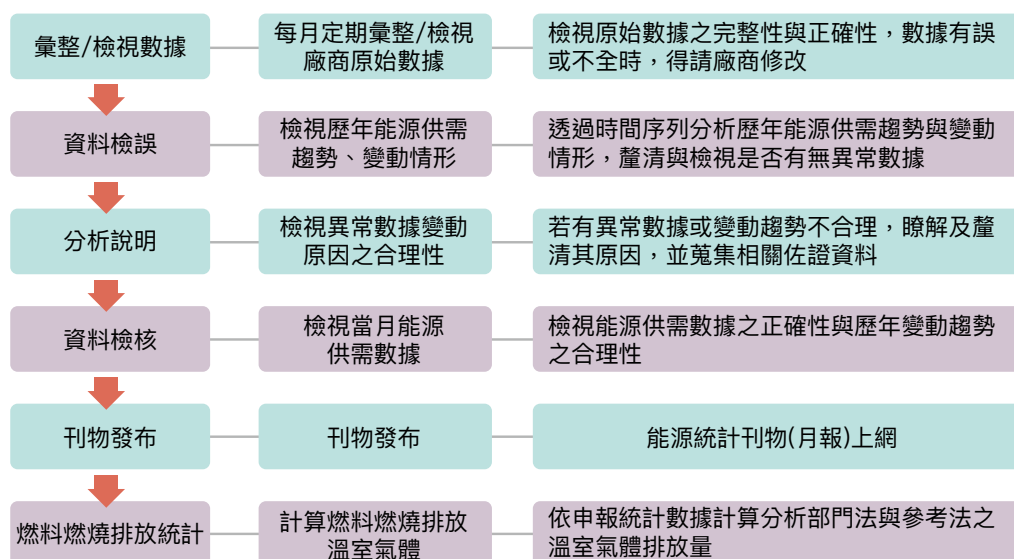 彙整/檢視數據
每月定期彙整/檢視
廠商原始數據
檢視原始數據之完整性與正確性，數據有誤
或不全時，得請廠商修改
資料檢誤
檢視歷年能源供需
趨勢、變動情形
透過時間序列分析歷年能源供需趨勢與變動
情形，釐清與檢視是否有無異常數據
分析說明
檢視異常數據變動
原因之合理性
若有異常數據或變動趨勢不合理，瞭解及釐
清其原因，並蒐集相關佐證資料
資料檢核
檢視當月能源
供需數據
檢視能源供需數據之正確性與歷年變動趨勢
之合理性
刊物發布
刊物發布
能源統計刊物(月報)上網
燃料燃燒排放統計
計算燃料燃燒排放
溫室氣體
依申報統計數據計算分析部門法與參考法之
溫室氣體排放量